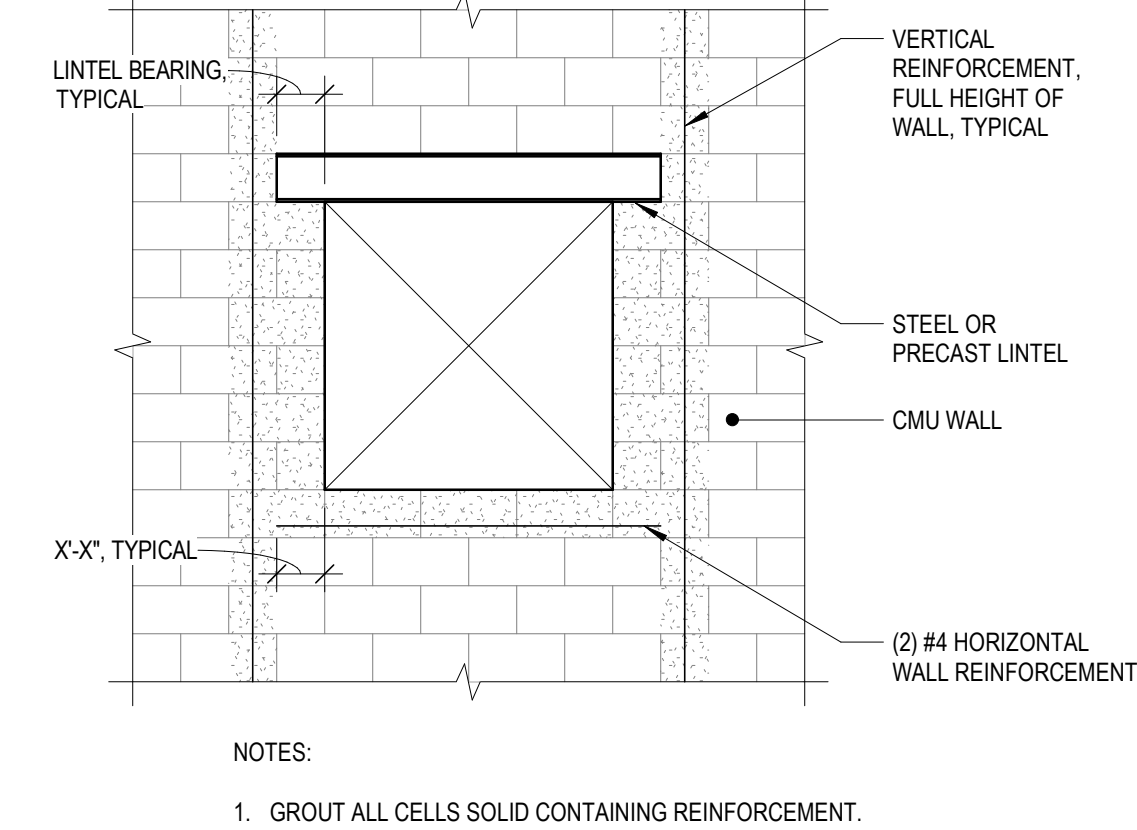 LINTEL BEARING,
TYPICAL
VERTICAL
REINFORCEMENT,
FULL HEIGHT OF
WALL, TYPICAL
STEEL OR
PRECAST LINTEL
CMU WALL
X'-X", TYPICAL
(2) #4 HORIZONTAL
WALL REINFORCEMENT
NOTES:
1. GROUT ALL CELLS SOLID CONTAINING REINFORCEMENT.